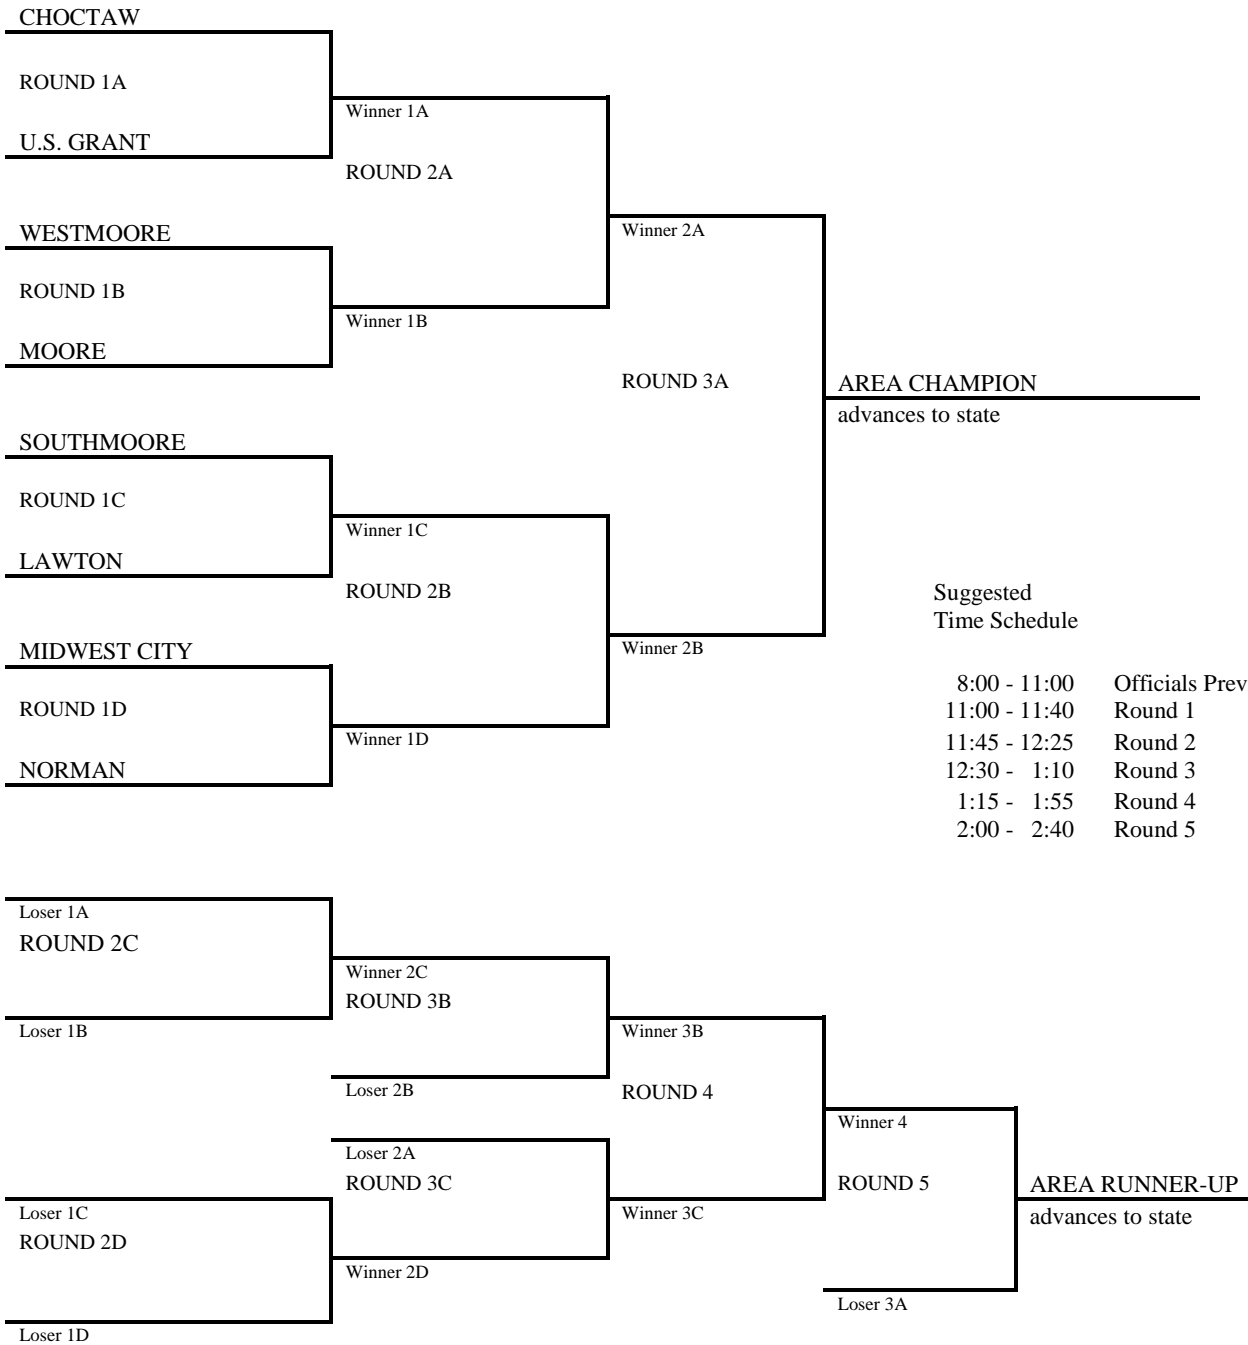 CHOCTAW
ROUND 1A
Winner 1A
U.S. GRANT
ROUND 2A
WESTMOORE
Winner 2A
ROUND 1B
Winner 1B
MOORE
ROUND 3A
AREA CHAMPION
advances to state
SOUTHMOORE
ROUND 1C
Winner 1C
LAWTON
ROUND 2B
Suggested
Time Schedule
MIDWEST CITY
Winner 2B
ROUND 1D
Winner 1D
NORMAN
8:00 - 11:00 Officials Prev
11:00 - 11:40 Round 1
11:45 - 12:25 Round 2
12:30 - 1:10 Round 3
1:15 - 1:55 Round 4
2:00 - 2:40 Round 5
Loser 1A
ROUND 2C
Winner 2C
ROUND 3B
Loser 1B
Winner 3B
Loser 2B
ROUND 4
Winner 4
Loser 2A
ROUND 3C
ROUND 5
AREA RUNNER-UP
advances to state
Loser 1C
Winner 3C
ROUND 2D
Winner 2D
Loser 3A
Loser 1D